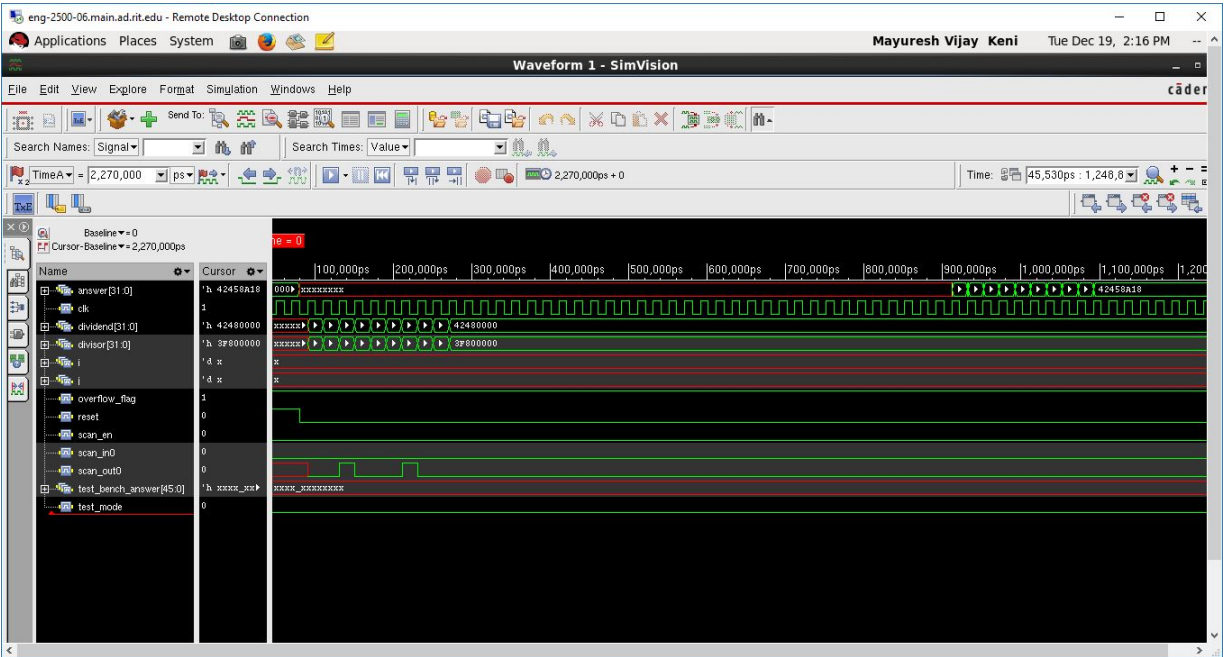 eng-2500-06.main.ad.rit.edu - Remote Desktop Connection
Applications Places System Mayuresh Vijay Keni Tue Dec 19, 2:16 PM --
Waveform 1 - SimVision
File Edit View Explore Format Simulation Windows Help cāder
Send To:
Search Names: Signal Search Times: Value
TimeA = 2,270,000 ps 2,270,000ps + 0 Time: 45,530ps : 1,248,8
TxE
Baseline = 0
Cursor-Baseline = 2,270,000ps
ne = 0
Name Cursor 100,000ps 200,000ps 300,000ps 400,000ps 500,000ps 600,000ps 700,000ps 800,000ps 900,000ps 1,000,000ps 1,100,000ps 1,200
answer[31:0] 'h 42458A18 000 xxxxxxxx 42458A18
clk 1
dividend[31:0] 'h 42480000 xxxxx 42480000
divisor[31:0] 'h 3F800000 xxxxx 3F800000
i 'd x x
i 'd x x
overflow_flag 1
reset 0
scan_en 0
scan_in0 0
scan_out0 0
test_bench_answer[45:0] 'h xxxx_xx xxxx_xxxxxxxx
test_mode 0